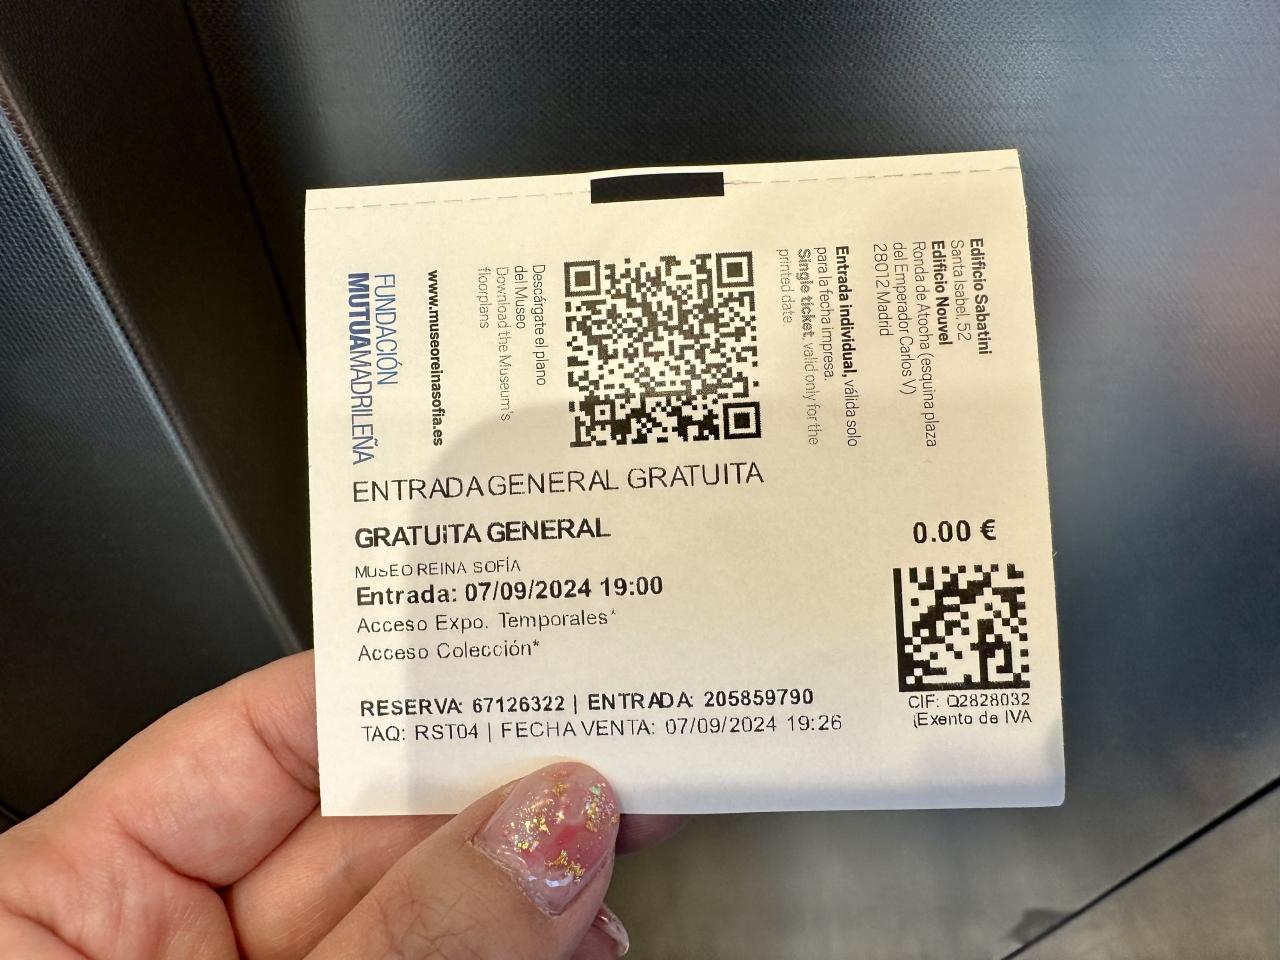 FUNDACIÓN
MUTUAMADRILEÑA
www.museoreinasofia.es
Descárgate el plano
del Museo
Download the Museum's
floorplans
Entrada individual, válida solo
para la fecha impresa.
Single ticket, valid only for the
printed date.
Edificio Sabatini
Santa Isabel, 52
Edificio Nouvel
Ronda de Atocha (esquina plaza
del Emperador Carlos V)
28012 Madrid
ENTRADA GENERAL GRATUITA
GRATUITA GENERAL
0.00 €
MUSEO REINA SOFÍA
Entrada: 07/09/2024 19:00
Acceso Expo. Temporales*
Acceso Colección*
RESERVA: 67126322 | ENTRADA: 205859790
TAQ: RST04 | FECHA VENTA: 07/09/2024 19:26
CIF: Q2828032
(Exento de IVA